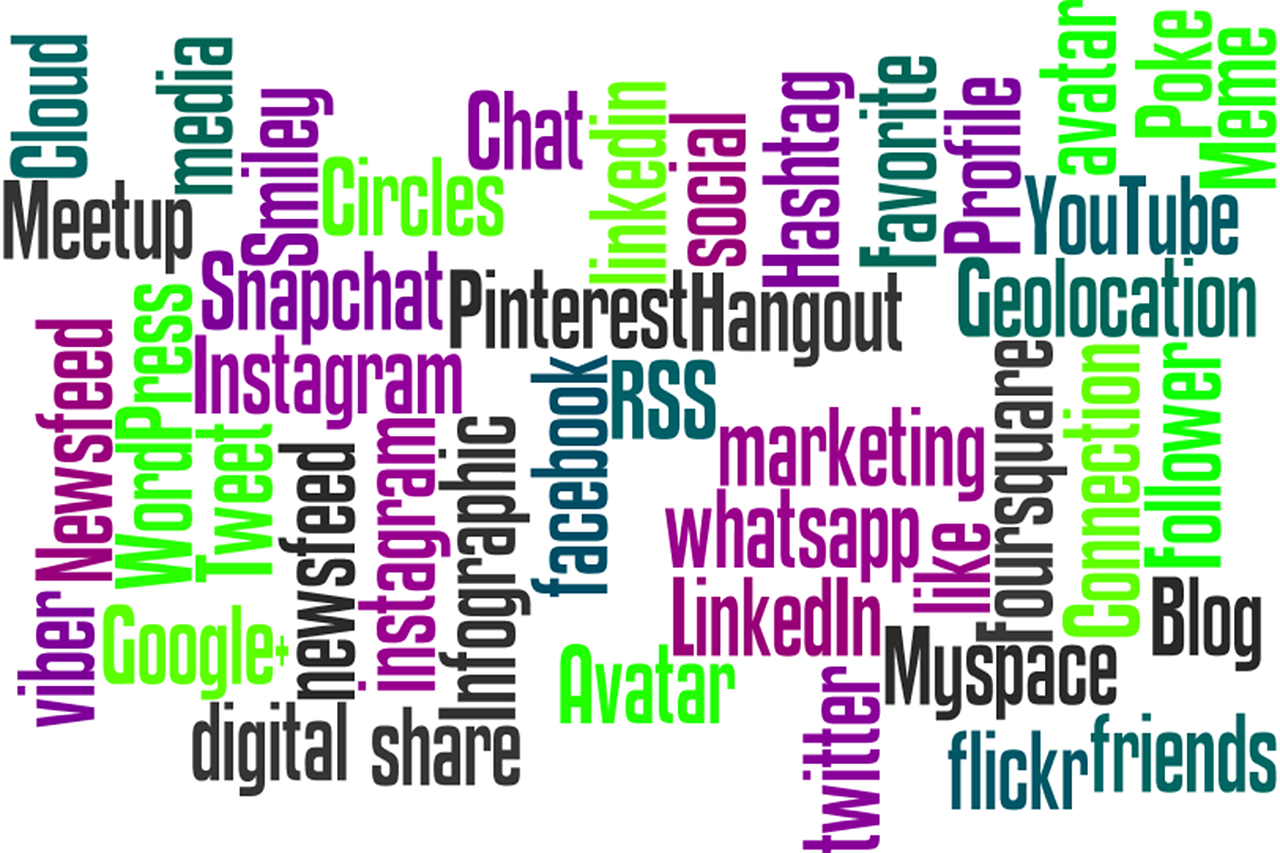 Cloud
media
Smiley
Chat
linkedin
social
Hashtag
Favorite
Profile
avatar
Poke
Meme
Meetup
Circles
YouTube
Snapchat
Pinterest
Hangout
Geolocation
Newsfeed
WordPress
Instagram
facebook
RSS
Tweet
newsfeed
instagram
Infographic
marketing
whatsapp
like
Foursquare
Connection
Follower
viber
Google+
LinkedIn
Blog
Avatar
Myspace
digital
share
twitter
flickr
friends